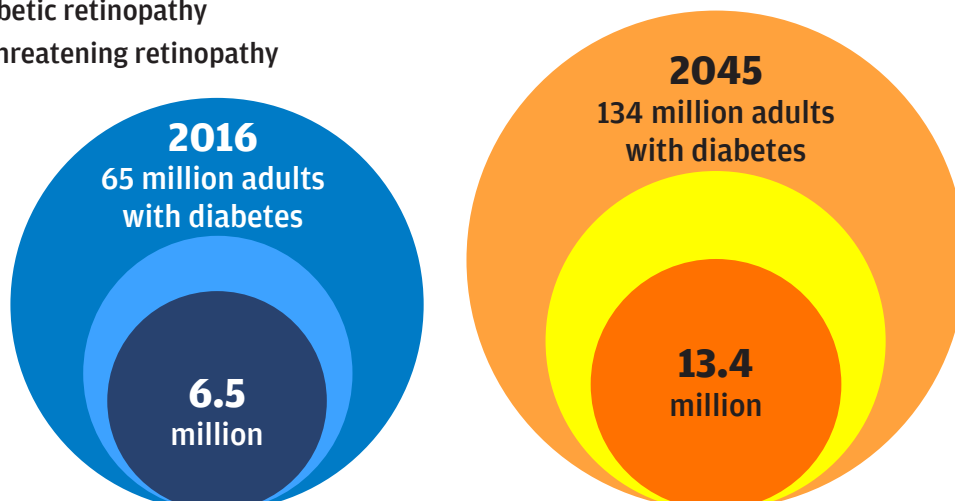 betic retinopathy
hreatening retinopathy
2016
65 million adults
with diabetes
6.5
million
2045
134 million adults
with diabetes
13.4
million